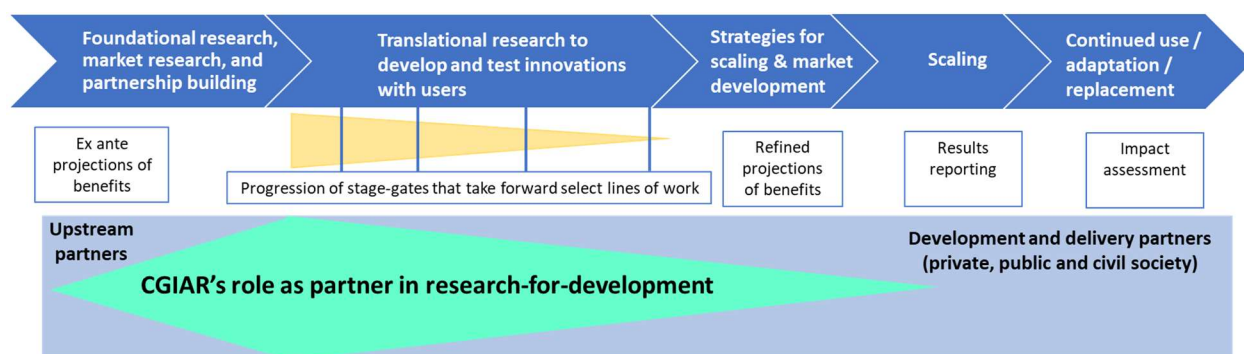 Foundational research,
market research, and
partnership building
Translational research to
develop and test innovations
with users
Strategies for
scaling & market
development
Scaling
Continued use /
adaptation /
replacement
Ex ante
projections of
benefits
Progression of stage-gates that take forward select lines of work
Refined
projections
of benefits
Results
reporting
Impact
assessment
Upstream
partners
CGIAR's role as partner in research-for-development
Development and delivery partners
(private, public and civil society)